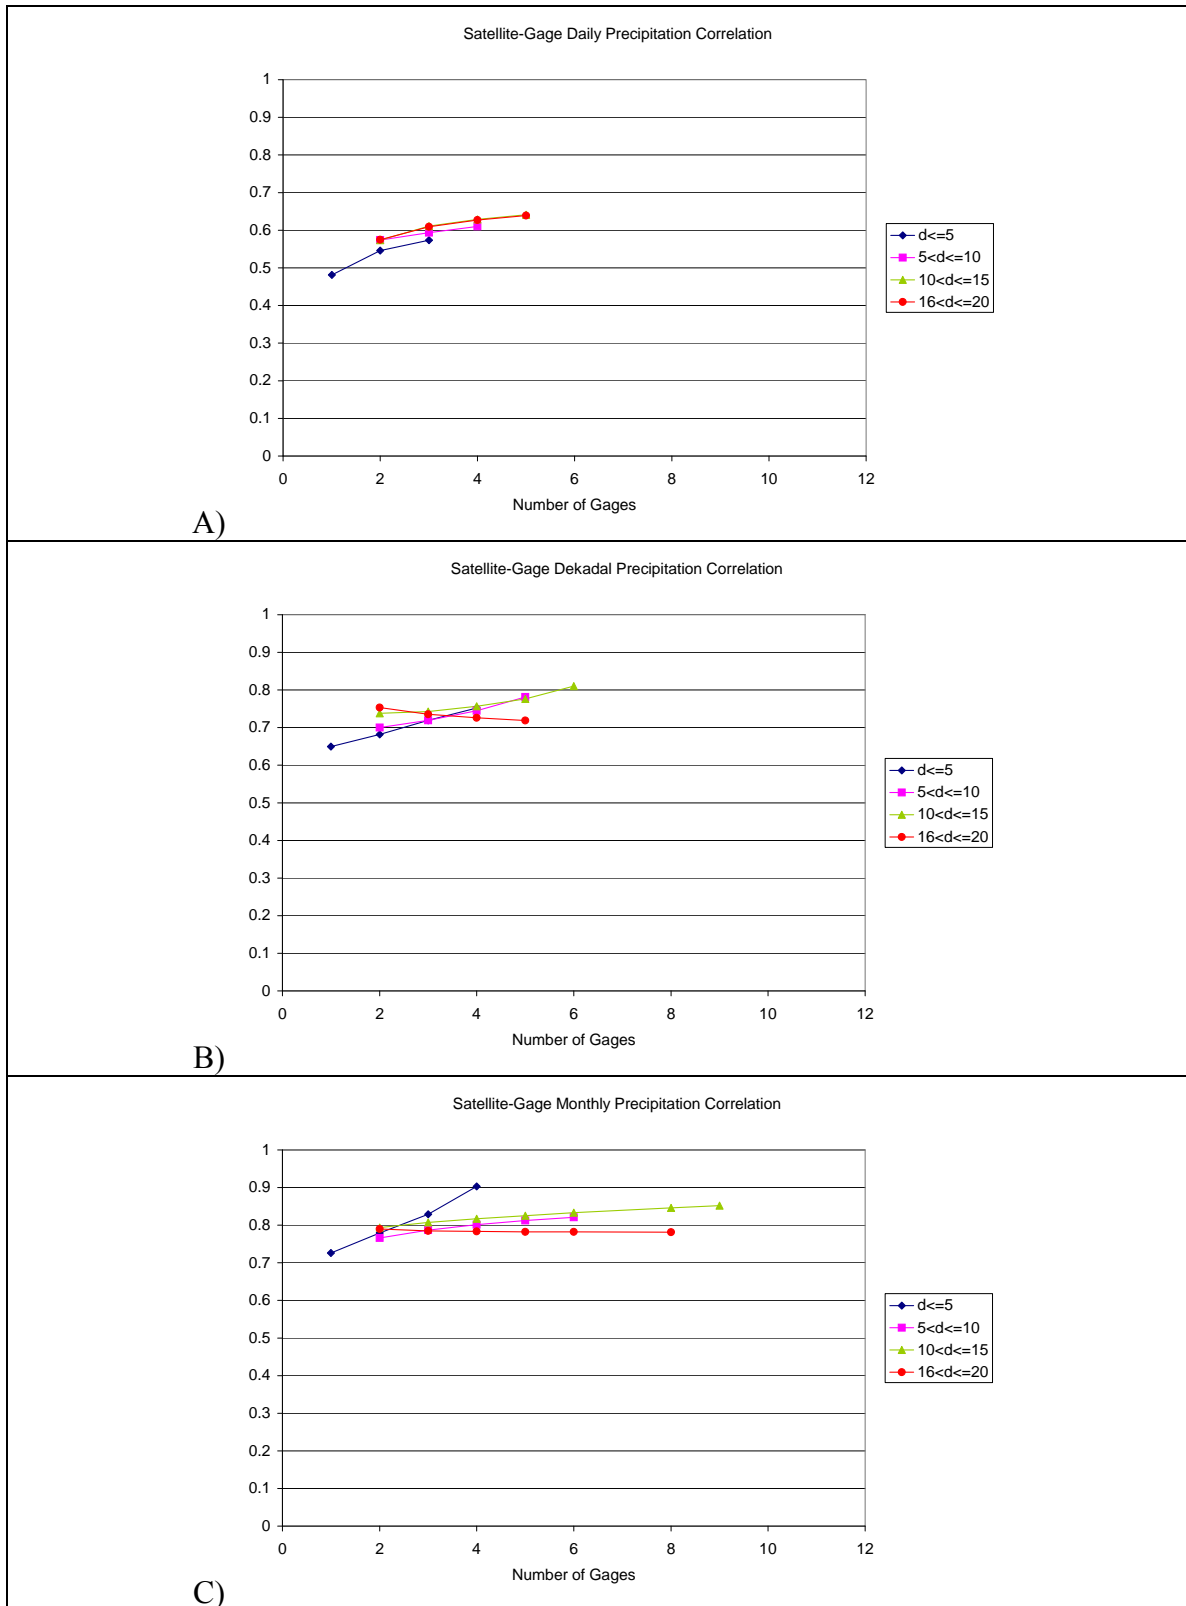 Satellite-Gage Daily Precipitation Correlation
1
0.9
0.8
0.7
0.6
0.5
0.4
0.3
0.2
0.1
0
0 2 4 6 8 10 12
Number of Gages
d<=5
5<d<=10
10<d<=15
16<d<=20
A)
Satellite-Gage Dekadal Precipitation Correlation
1
0.9
0.8
0.7
0.6
0.5
0.4
0.3
0.2
0.1
0
0 2 4 6 8 10 12
Number of Gages
d<=5
5<d<=10
10<d<=15
16<d<=20
B)
Satellite-Gage Monthly Precipitation Correlation
1
0.9
0.8
0.7
0.6
0.5
0.4
0.3
0.2
0.1
0
0 2 4 6 8 10 12
Number of Gages
d<=5
5<d<=10
10<d<=15
16<d<=20
C)